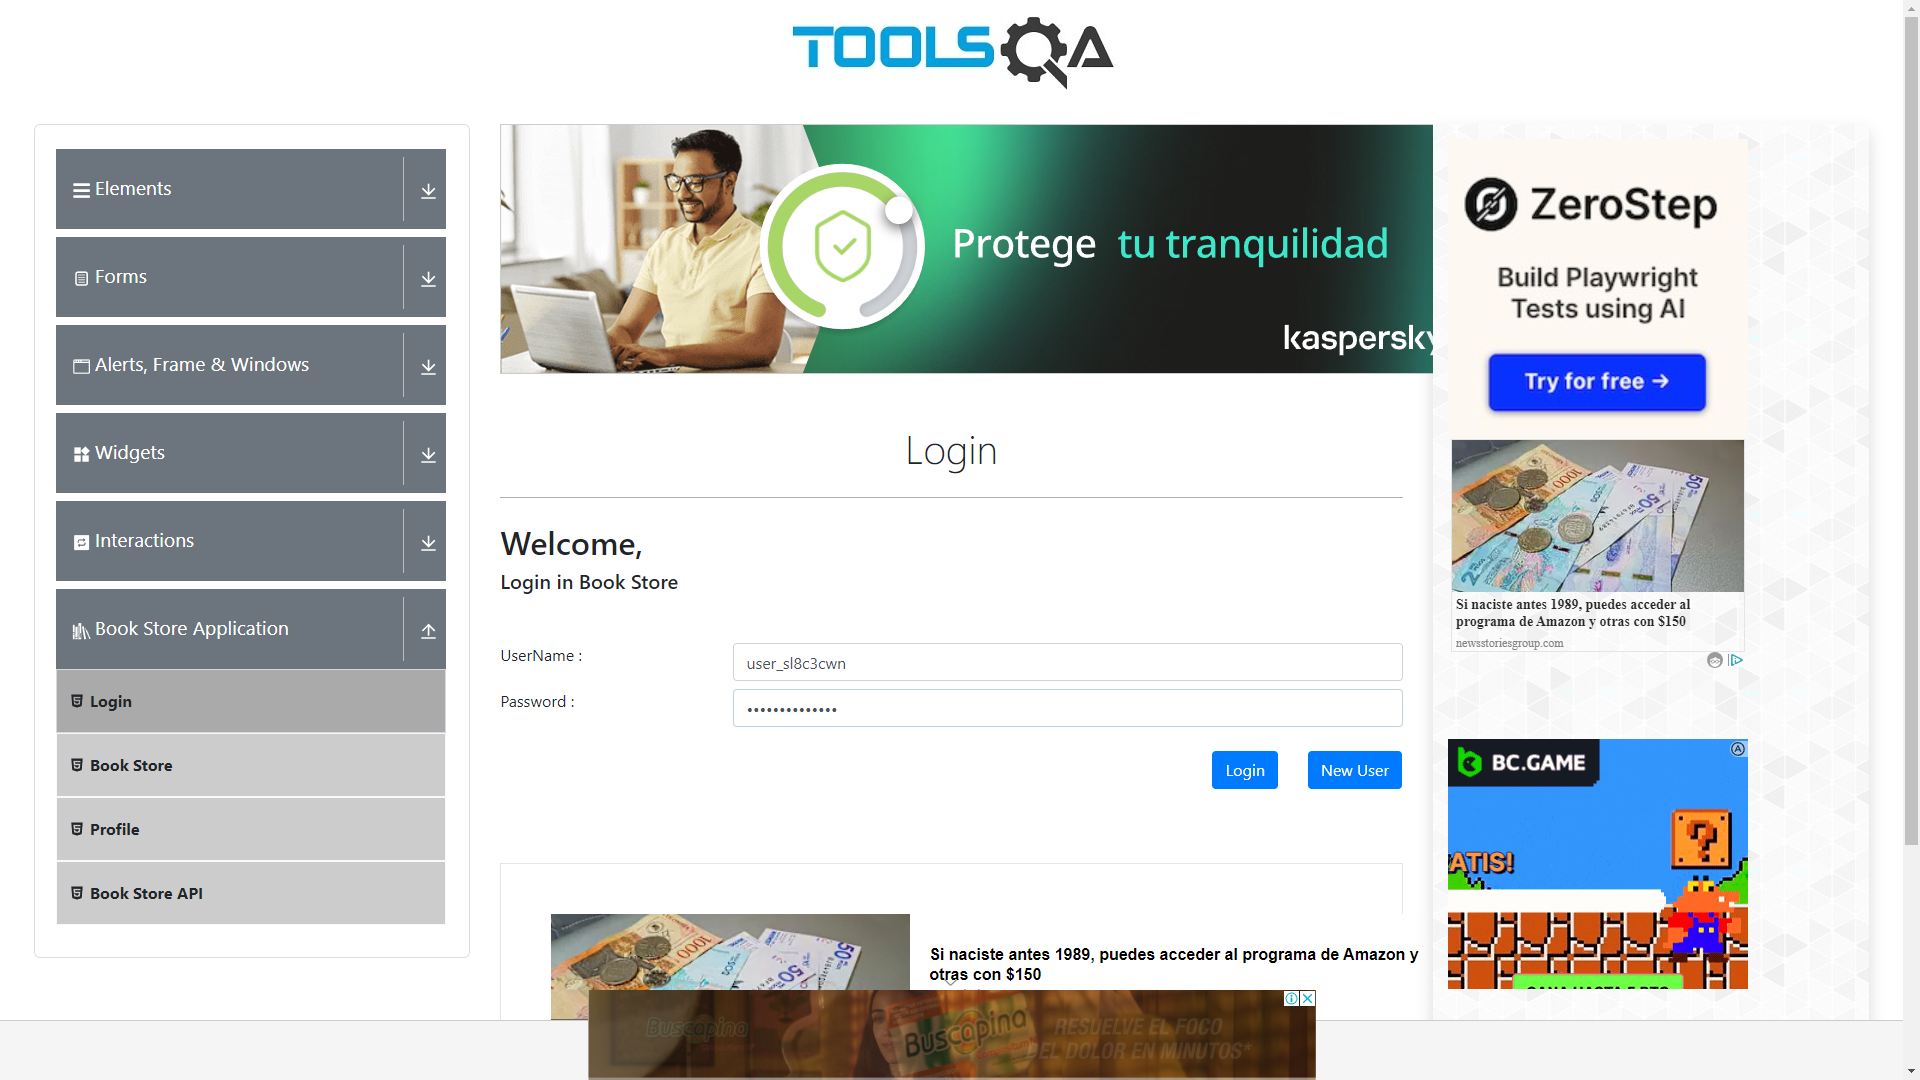 TOOLSQA
Elements
Forms
Alerts, Frame & Windows
Widgets
Interactions
Book Store Application
Login
Book Store
Profile
Book Store API
Protege tu tranquilidad
kaspersky
Login
Welcome,
Login in Book Store
UserName :
user_sl8c3cwn
Password :
••••••••••••••
Login
New User
Si naciste antes 1989, puedes acceder al programa de Amazon y
otras con $150
Buscapina
Buscapina
RESUELVE EL FOCO
DEL DOLOR EN MINUTOS*
ZeroStep
Build Playwright
Tests using AI
Try for free →
Si naciste antes 1989, puedes acceder al
programa de Amazon y otras con $150
newsstoriesgroup.com
BC.GAME
ATIS!